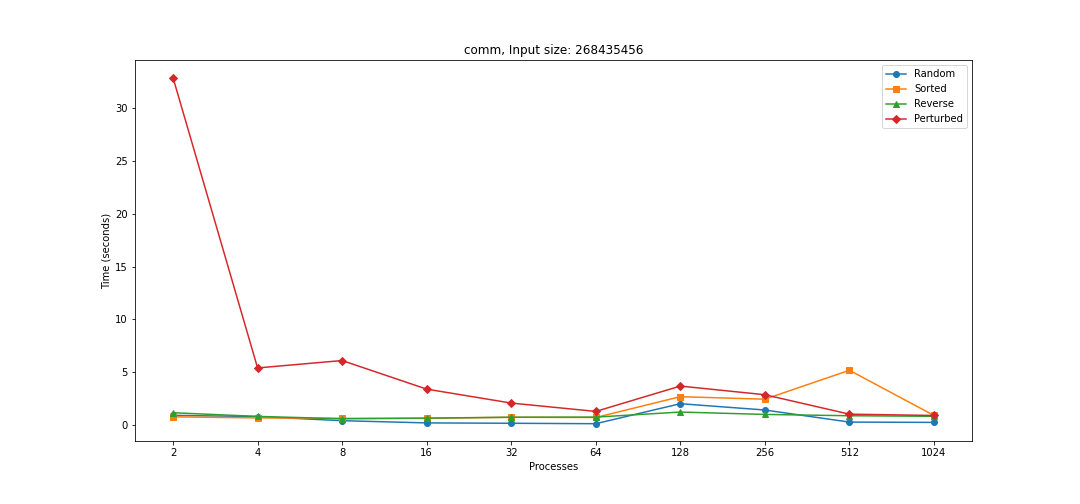 comm, Input size: 268435456
Random
Sorted
Reverse
Perturbed
Time (seconds)
30
25
20
15
10
5
0
2 4 8 16 32 64 128 256 512 1024
Processes